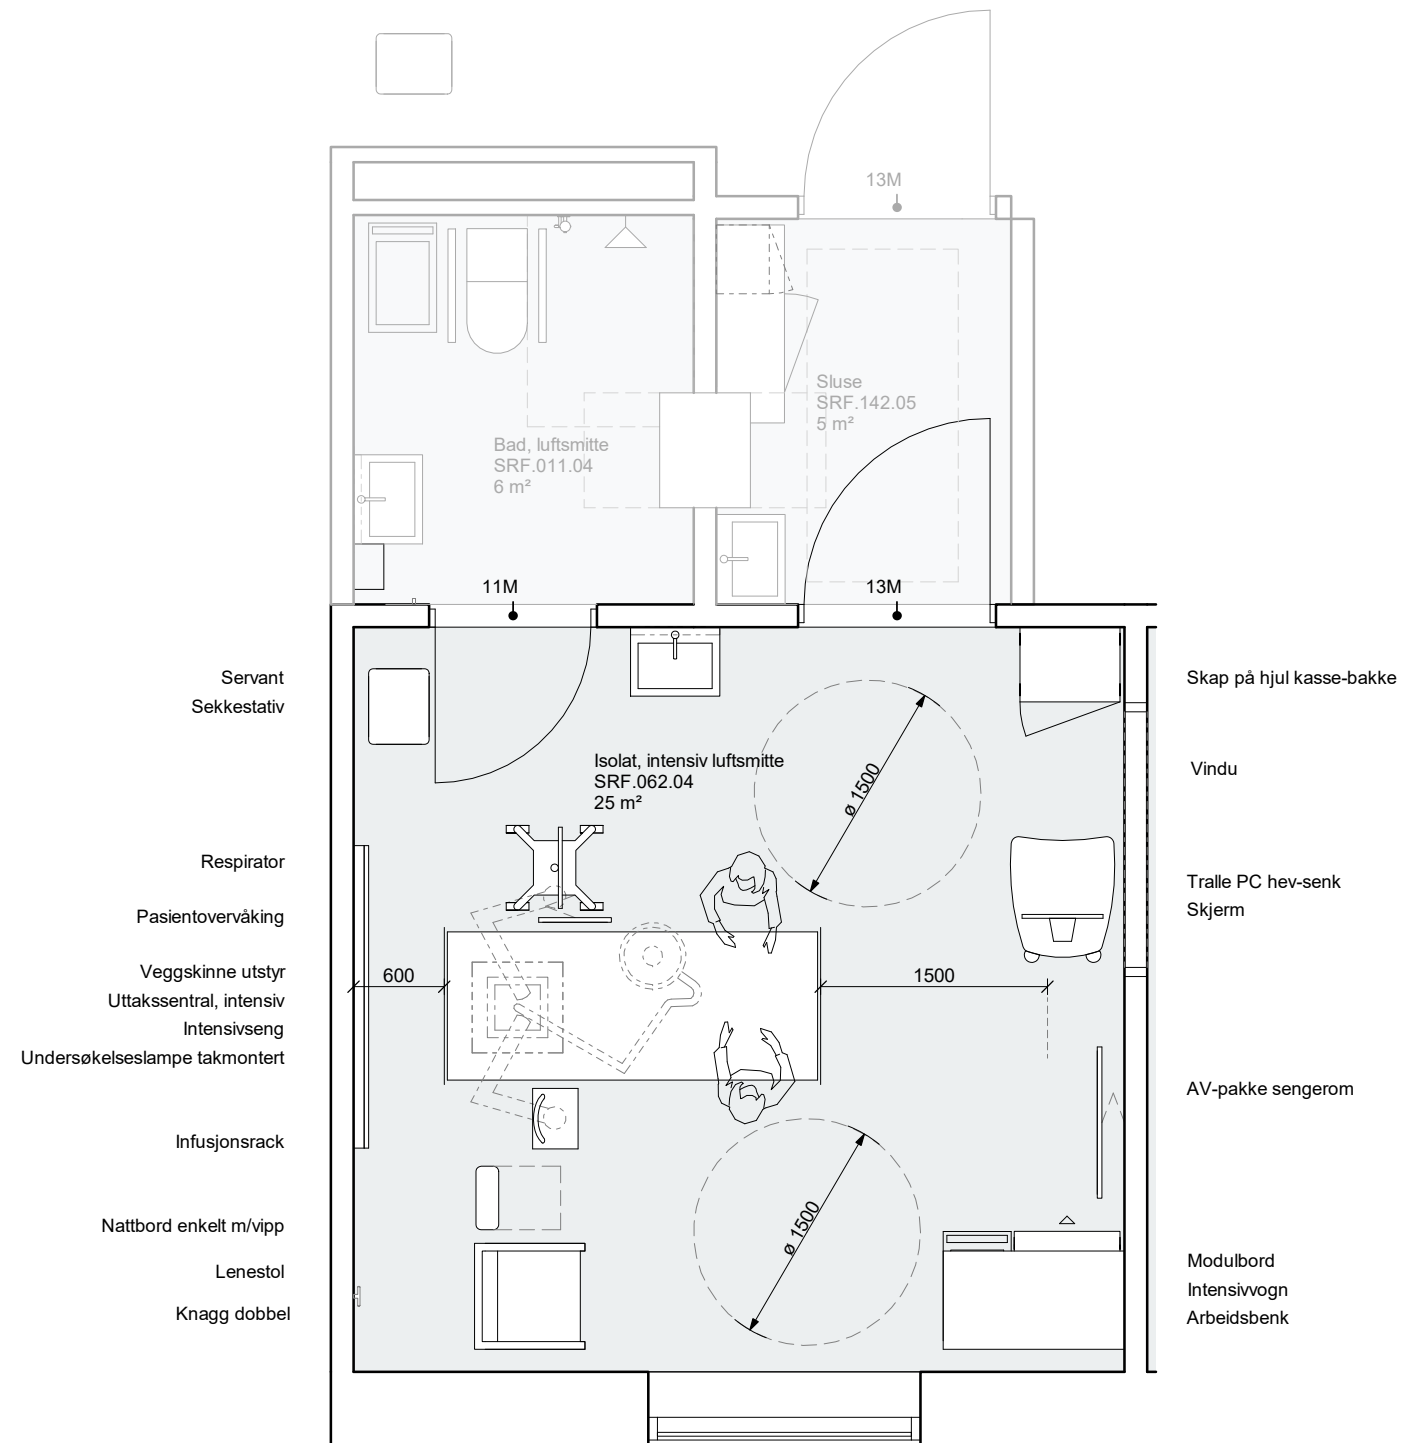 13M
Sluse
SRF.142.05
5 m²
Bad, luftsmitte
SRF.011.04
6 m²
11M
13M
Servant
Sekkestativ
Skap på hjul kasse-bakke
Isolat, intensiv luftsmitte
SRF.062.04
25 m²
Vindu
ø 1500
Respirator
Pasientovervåking
Tralle PC hev-senk
Skjerm
Veggskinne utstyr
Uttakssentral, intensiv
Intensivseng
Undersøkelseslampe takmontert
600
1500
AV-pakke sengerom
Infusjonsrack
ø 1500
Nattbord enkelt m/vipp
Lenestol
Knagg dobbel
Modulbord
Intensivvogn
Arbeidsbenk